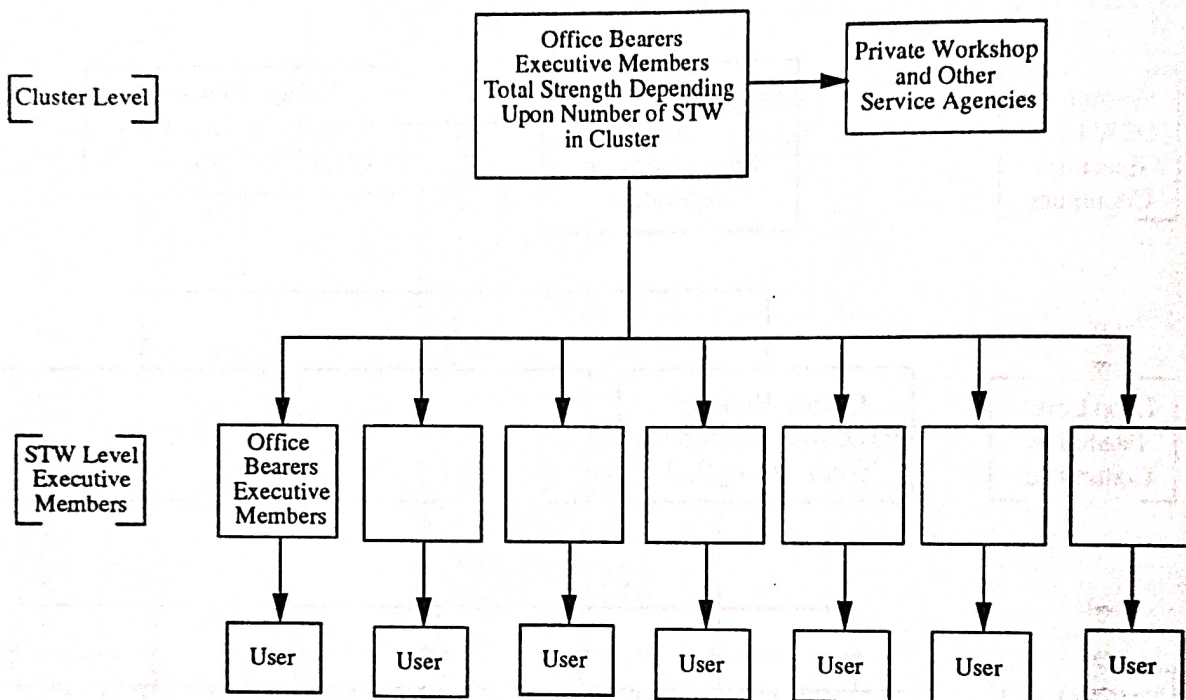 Office Bearers
Executive Members
Total Strength Depending
Upon Number of STW
in Cluster
Private Workshop
and Other
Service Agencies
Cluster Level
STW Level
Executive
Members
Office
Bearers
Executive
Members
User
User
User
User
User
User
User